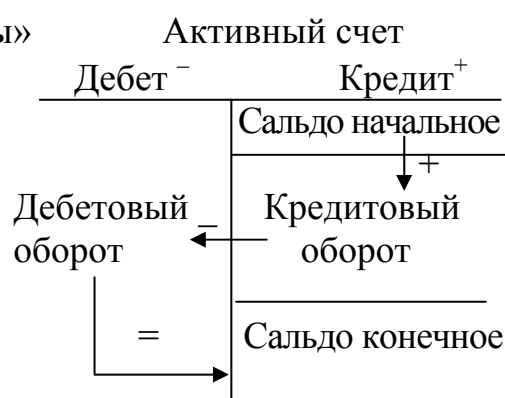 ы» Активный счет
Дебет – Кредит+
Сальдо начальное
+
Дебетовый – Кредитовый
оборот оборот
= Сальдо конечное